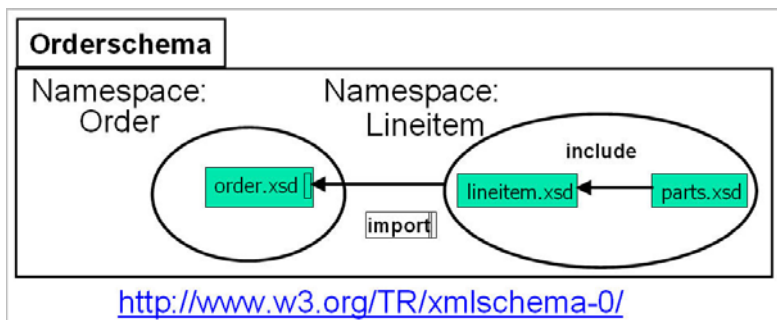 Orderschema
Namespace:
Order
Namespace:
Lineitem
include
order.xsd
lineitem.xsd
parts.xsd
import
http://www.w3.org/TR/xmlschema-0/